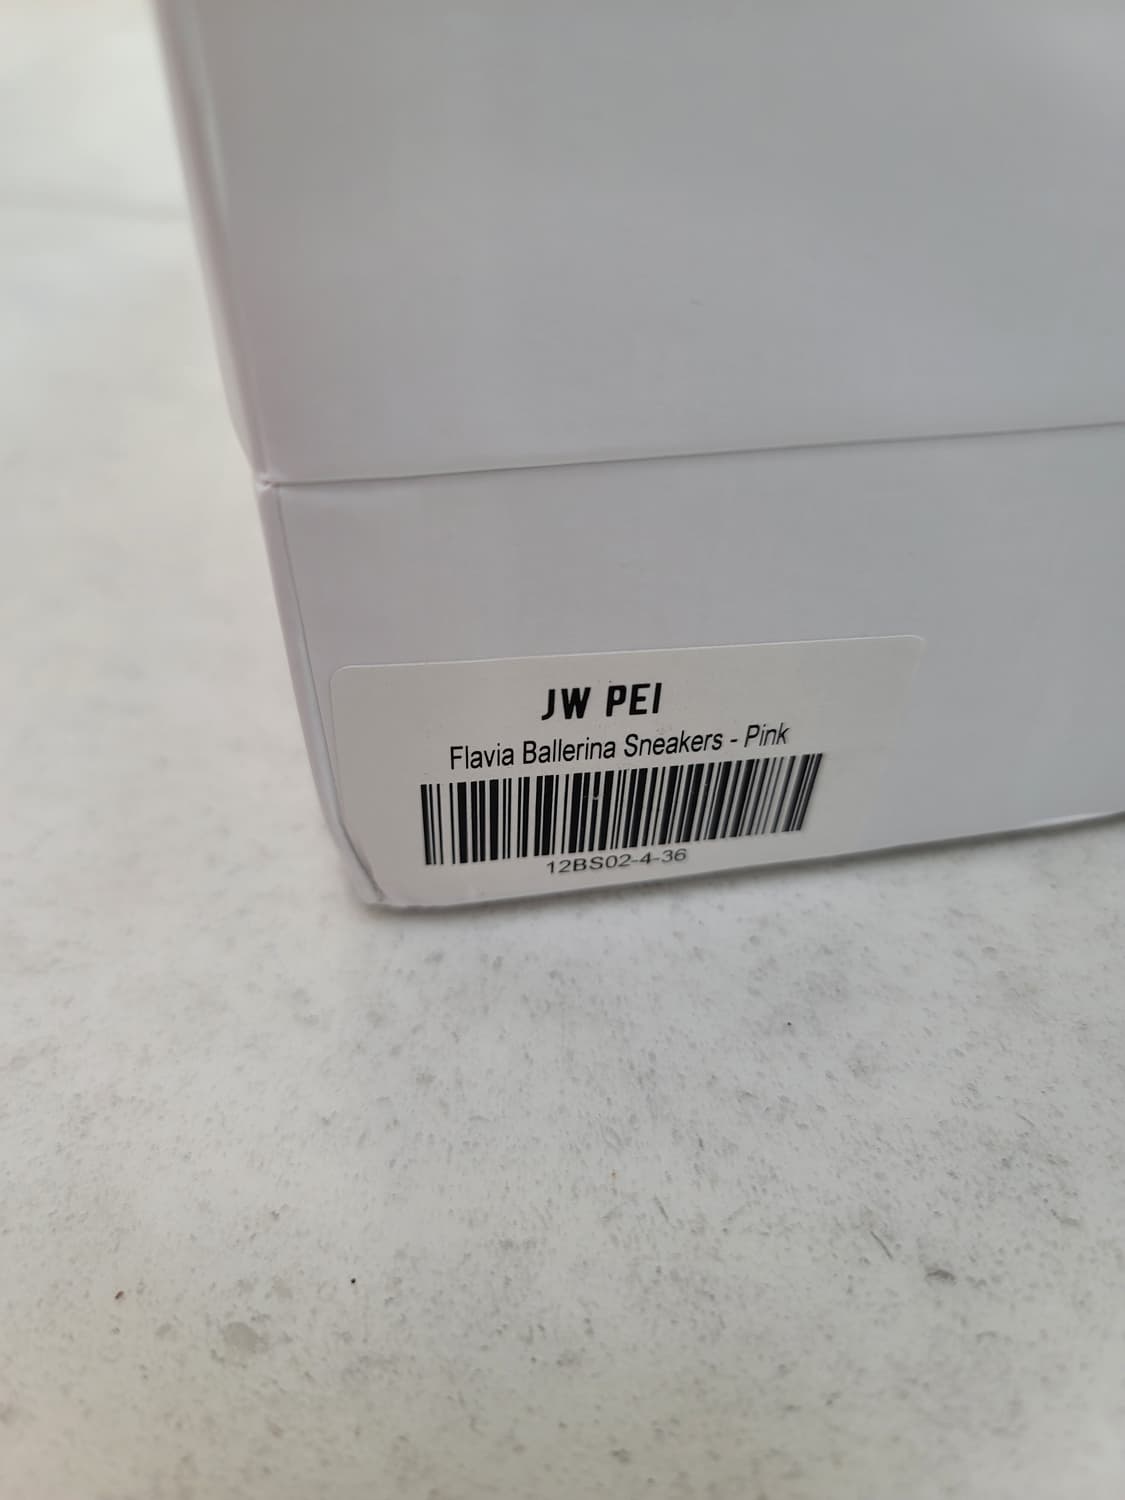 JW PEI
Flavia Ballerina Sneakers - Pink
12BS02-4-36